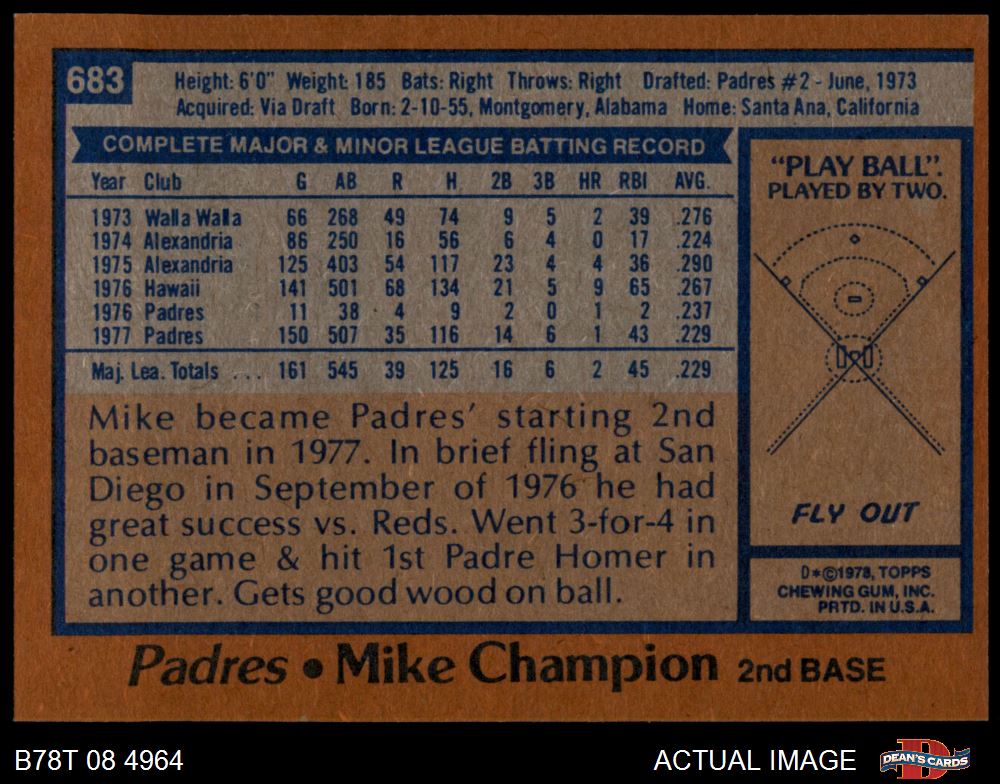 683
Height: 6'0" Weight: 185 Bats: Right Throws: Right Drafted: Padres #2 - June, 1973
Acquired: Via Draft Born: 2-10-55, Montgomery, Alabama Home: Santa Ana, California
COMPLETE MAJOR & MINOR LEAGUE BATTING RECORD
Year Club G AB R H 2B 3B HR RBI AVG.
1973 Walla Walla 66 268 49 74 9 5 2 39 .276
1974 Alexandria 86 250 16 56 6 4 0 17 .224
1975 Alexandria 125 403 54 117 23 4 4 36 .290
1976 Hawaii 141 501 68 134 21 5 9 65 .267
1976 Padres 11 38 4 9 2 0 1 2 .237
1977 Padres 150 507 35 116 14 6 1 43 .229
Maj. Lea. Totals ... 161 545 39 125 16 6 2 45 .229
Mike became Padres' starting 2nd
baseman in 1977. In brief fling at San
Diego in September of 1976 he had
great success vs. Reds. Went 3-for-4 in
one game & hit 1st Padre Homer in
another. Gets good wood on ball.
"PLAY BALL".
PLAYED BY TWO.
FLY OUT
D*©1978, TOPPS
CHEWING GUM, INC.
PRTD. IN U.S.A.
Padres • Mike Champion 2nd BASE
B78T 08 4964
ACTUAL IMAGE
DEAN'S CARDS